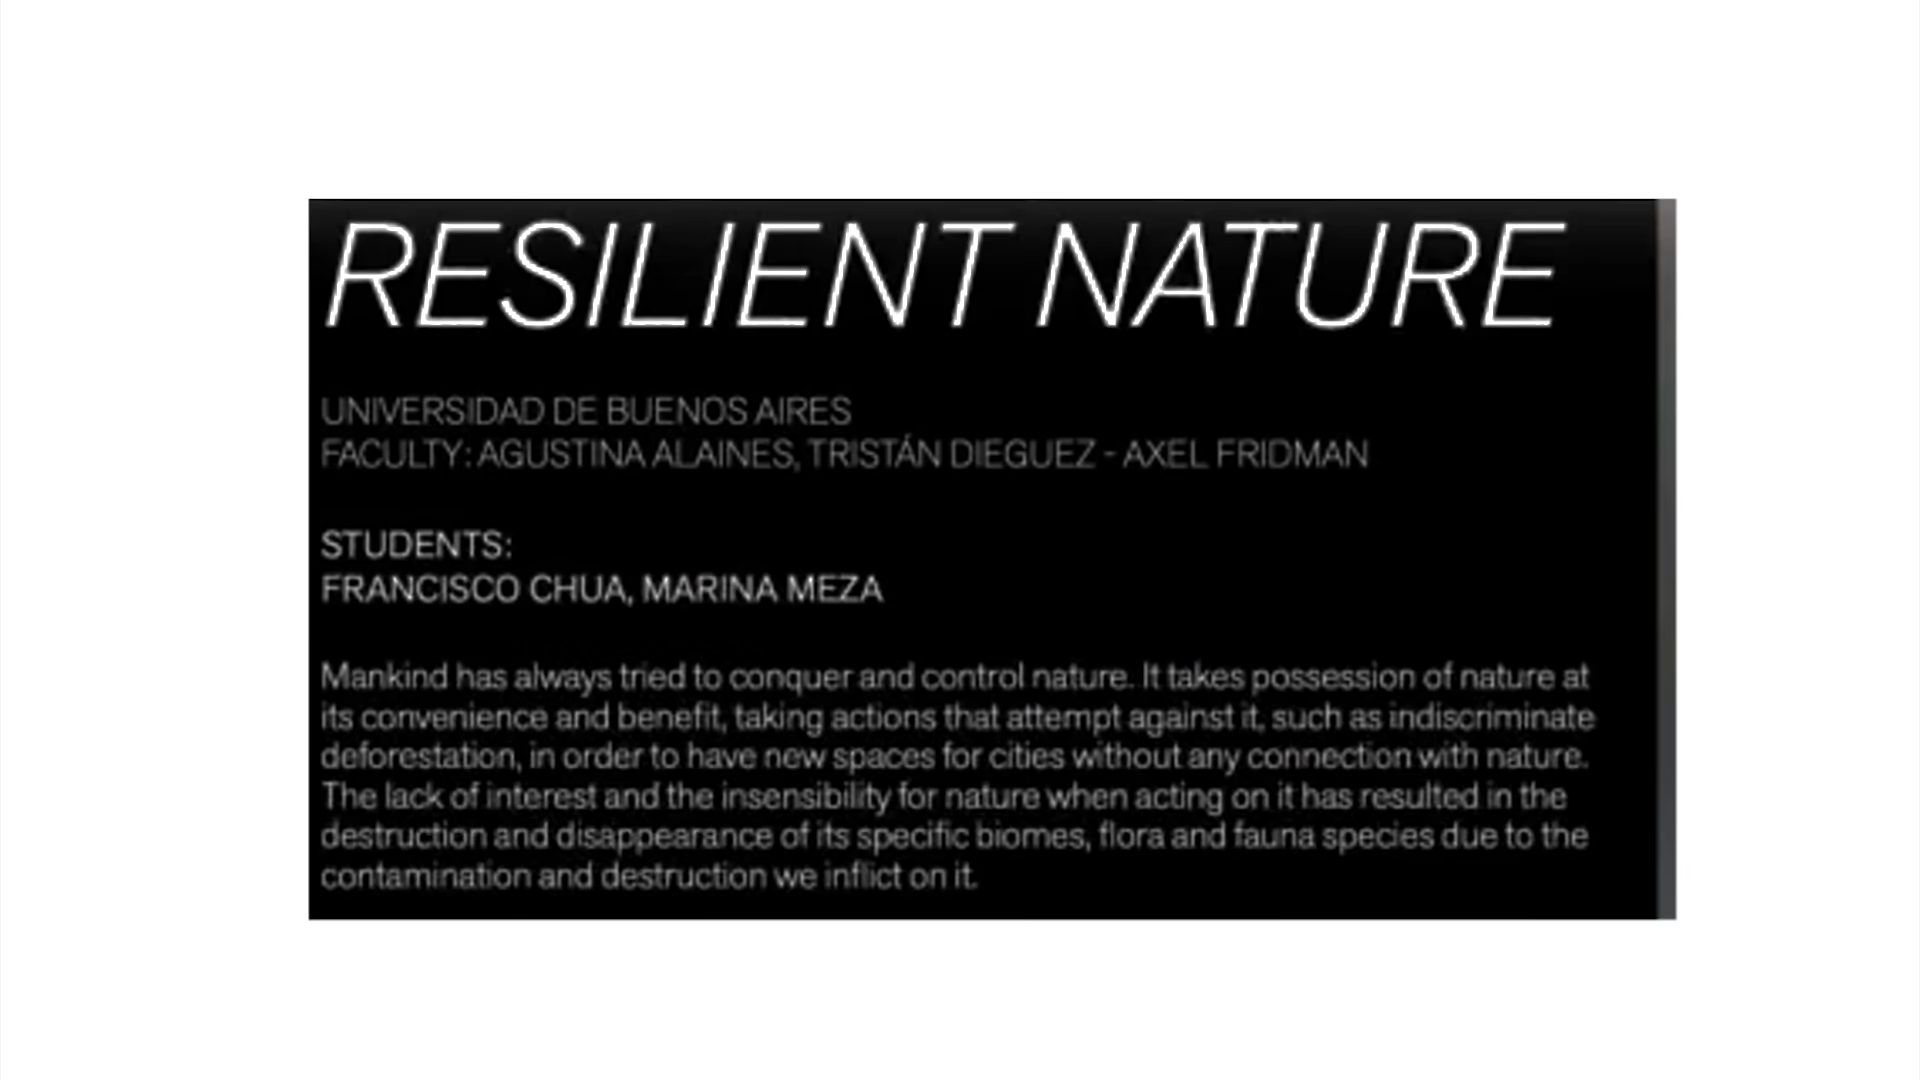 RESILIENT NATURE
UNIVERSIDAD DE BUENOS AIRES
FACULTY: AGUSTINA ALAINES, TRISTÁN DIEGUEZ - AXEL FRIDMAN
STUDENTS:
FRANCISCO CHUA, MARINA MEZA
Mankind has always tried to conquer and control nature. It takes possession of nature at
its convenience and benefit, taking actions that attempt against it, such as indiscriminate
deforestation, in order to have new spaces for cities without any connection with nature.
The lack of interest and the insensibility for nature when acting on it has resulted in the
destruction and disappearance of its specific biomes, flora and fauna species due to the
contamination and destruction we inflict on it.